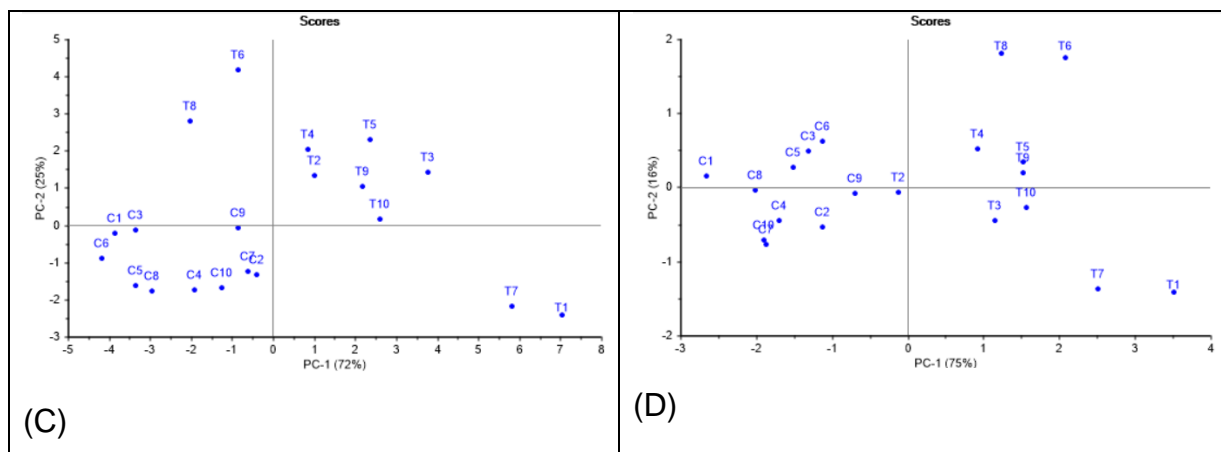 Scores
5
4
3
2
1
0
-1
-2
-3
PC-2 (25%)
T6
T8
T4
T5
T2
T3
T9
T10
C1 C3
C9
C6
C7 C2
C5 C8
C4 C10
T7
T1
-5 -4 -3 -2 -1 0 1 2 3 4 5 6 7 8
PC-1 (72%)
(C)
Scores
2
1
0
-1
-2
PC-2 (16%)
T8 T6
C6
C3
T4
C5
T5
T9
C1
C8
C9 T2
T10
C4
C2
T3
C10
C7
T7
T1
-3 -2 -1 0 1 2 3 4
PC-1 (75%)
(D)